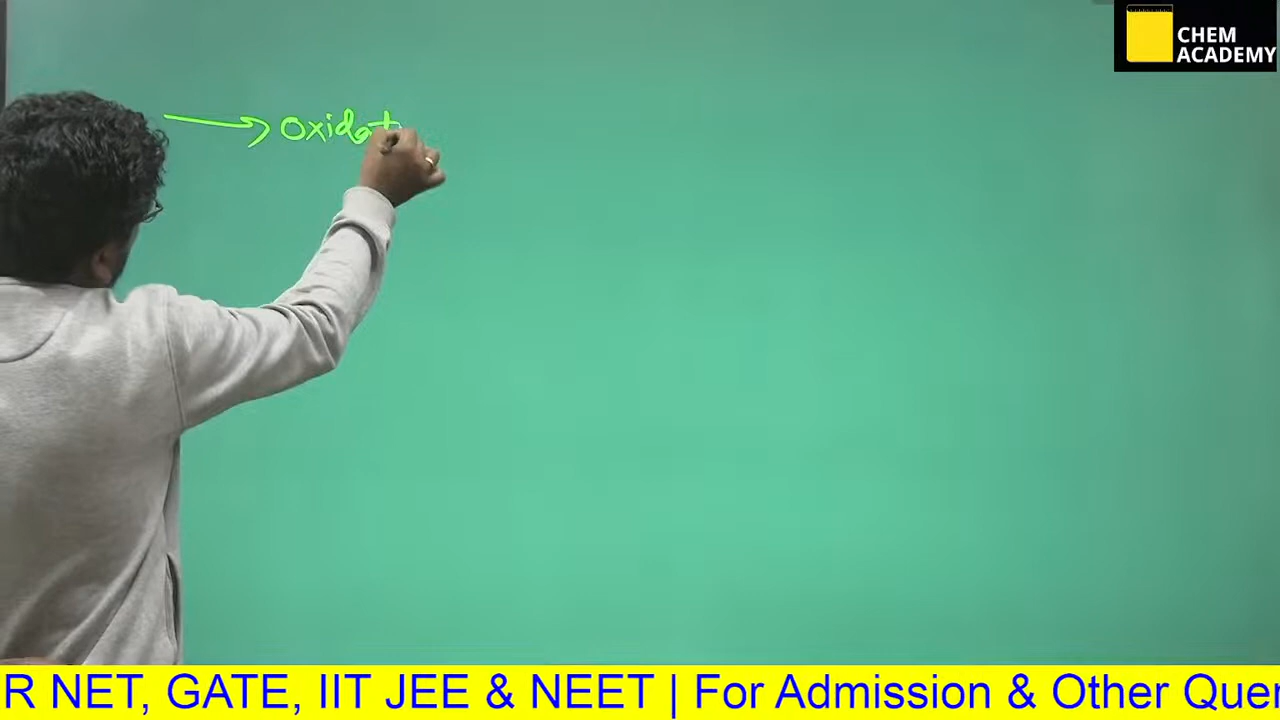 CHEM
ACADEMY
→ Oxidat
R NET, GATE, IIT JEE & NEET | For Admission & Other Quer